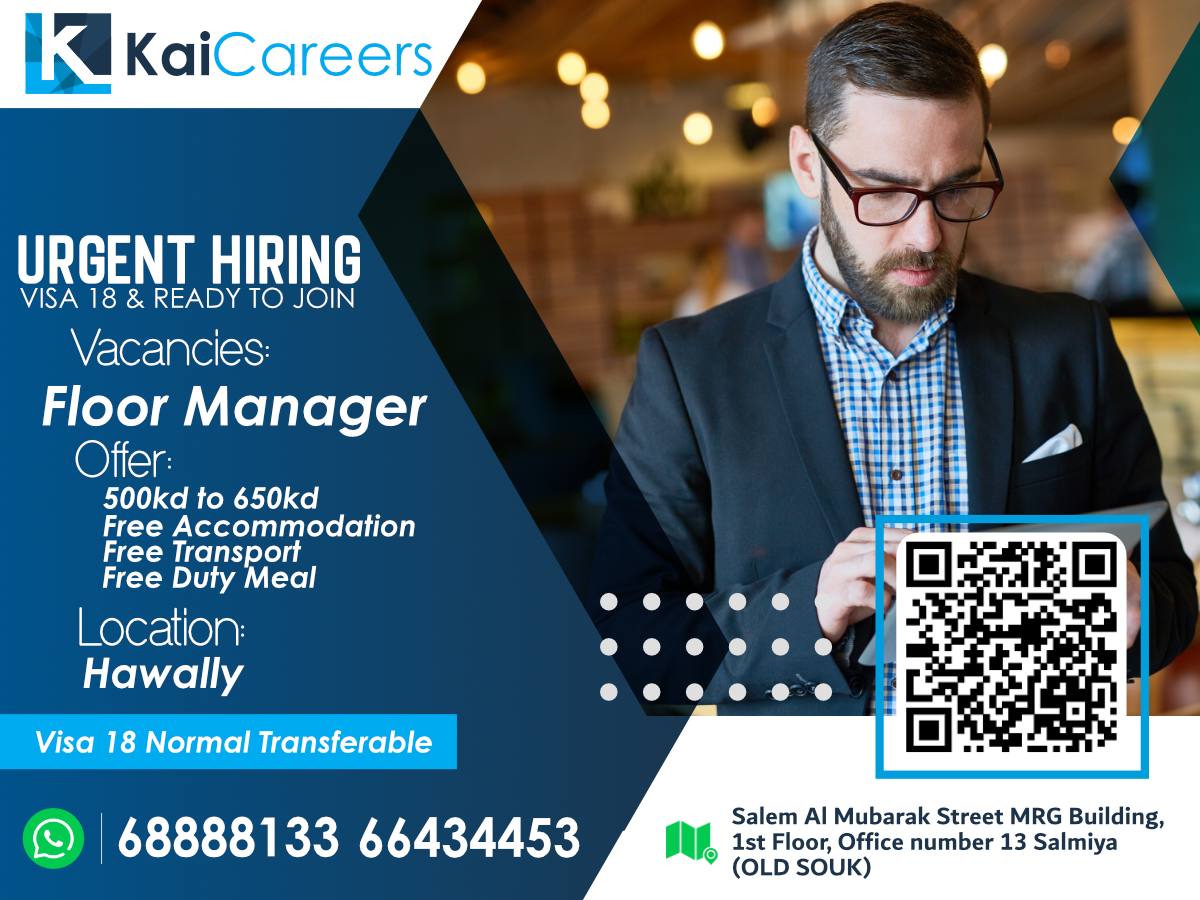 K KaiCareers
URGENT HIRING
VISA 18 & READY TO JOIN
Vacancies:
Floor Manager
Offer:
500kd to 650kd
Free Accommodation
Free Transport
Free Duty Meal
Location:
Hawally
Visa 18 Normal Transferable
68888133 66434453
Salem Al Mubarak Street MRG Building,
1st Floor, Office number 13 Salmiya
(OLD SOUK)